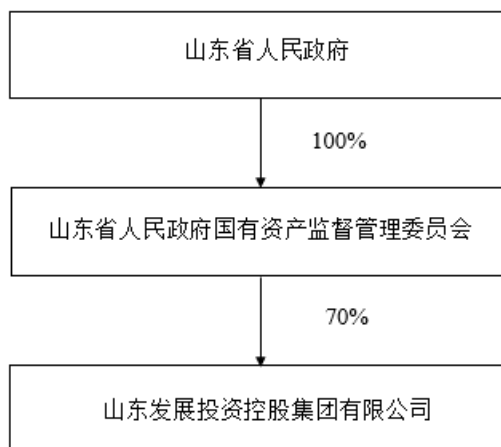 山东省人民政府
100%
山东省人民政府国有资产监督管理委员会
70%
山东发展投资控股集团有限公司